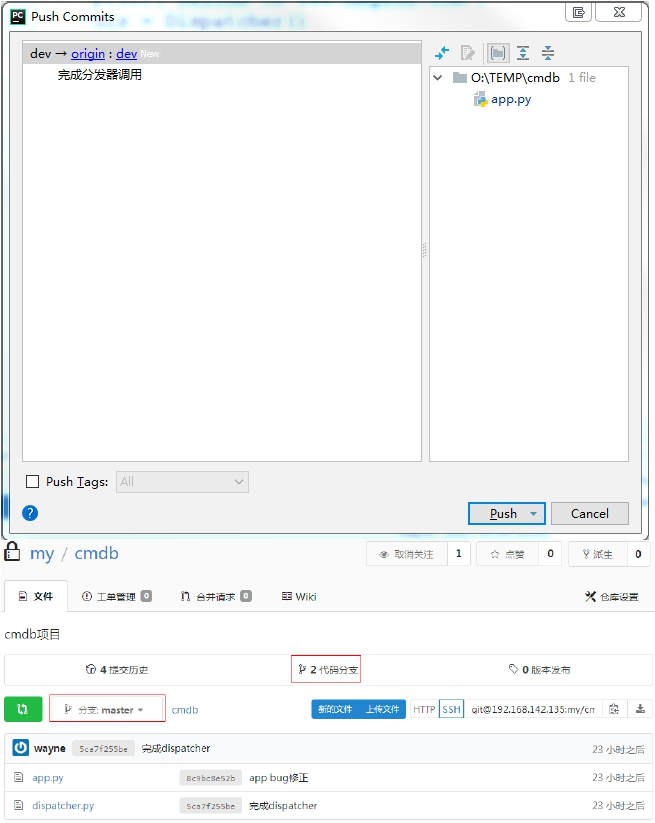 Push Commits
dev → origin : dev New
完成分发器调用
O:\TEMP\cmdb 1 file
app.py
Push Tags: All
Push Cancel
my / cmdb
取消关注 1 点赞 0 派生 0
文件 工单管理 0 合并请求 0 Wiki 仓库设置
cmdb项目
4 提交历史 2 代码分支 0 版本发布
分支: master cmdb 新的文件 上传文件 HTTP SSH git@192.168.142.135:my/cm
wayne 5ca7f255be 完成dispatcher 23 小时之后
app.py 8c9bc8e52b app bug修正 23 小时之后
dispatcher.py 5ca7f255be 完成dispatcher 23 小时之后